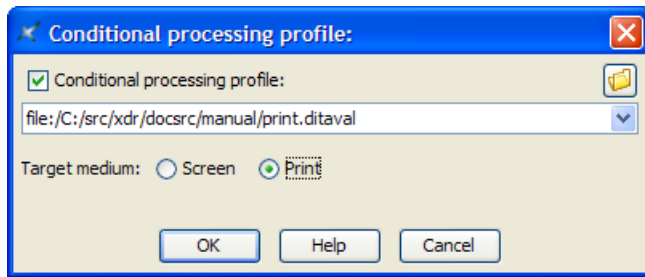 Conditional processing profile:
Conditional processing profile:
file:/C:/src/xdr/docsrc/manual/print.ditaval
Target medium: Screen Print
OK Help Cancel